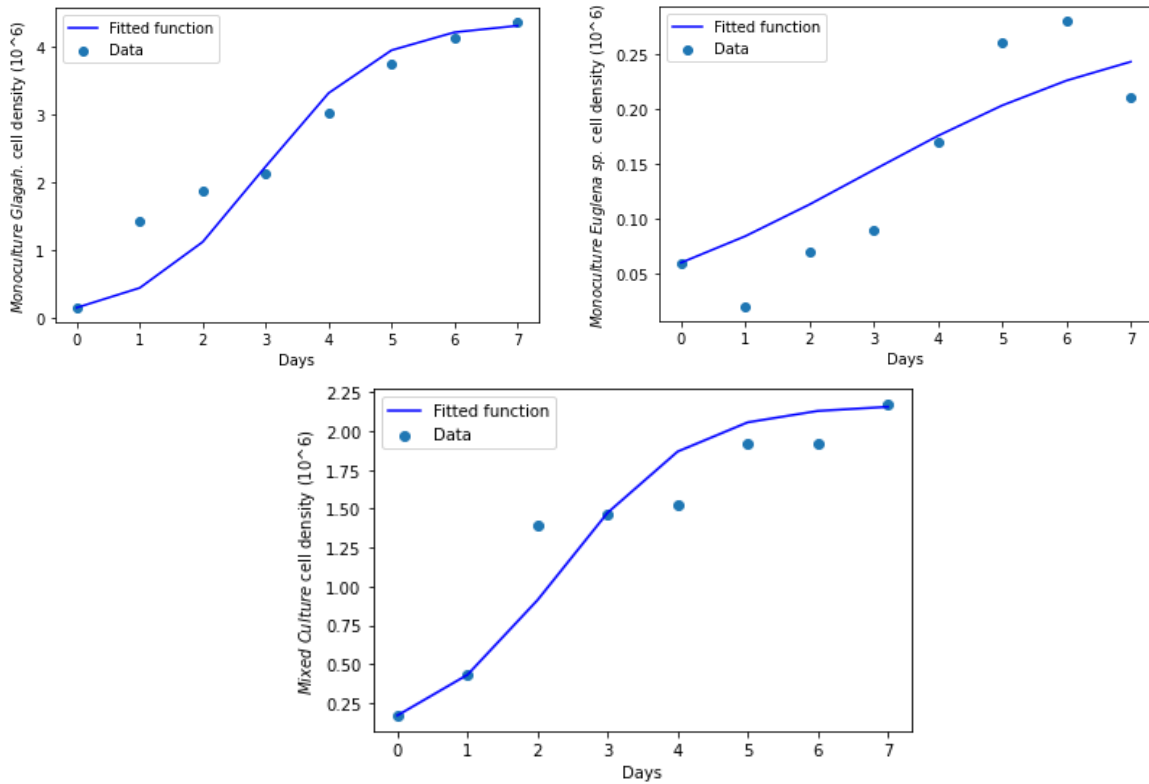 Monoculture Glagah. cell density (10^6)
4
3
2
1
0
Fitted function
Data
0 1 2 3 4 5 6 7
Days
Monoculture Euglena sp. cell density (10^6)
0.25
0.20
0.15
0.10
0.05
Fitted function
Data
0 1 2 3 4 5 6 7
Days
Mixed Culture cell density (10^6)
2.25
2.00
1.75
1.50
1.25
1.00
0.75
0.50
0.25
Fitted function
Data
0 1 2 3 4 5 6 7
Days